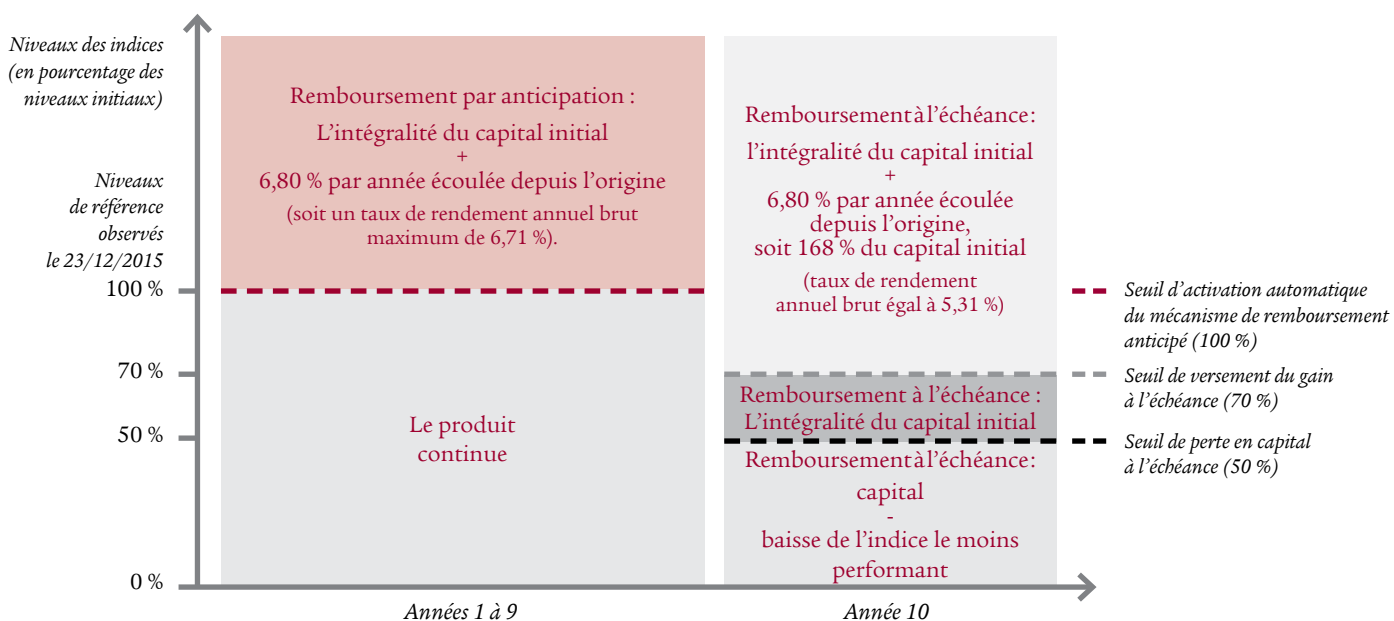 Niveaux des indices
(en pourcentage des
niveaux initiaux)
Niveaux
de référence
observés
le 23/12/2015
100 %
70 %
50 %
0 %
Remboursement par anticipation :
L’intégralité du capital initial
+
6,80 % par année écoulée depuis l’origine
(soit un taux de rendement annuel brut
maximum de 6,71 %).
Le produit
continue
Remboursement à l’échéance :
l’intégralité du capital initial
+
6,80 % par année écoulée
depuis l’origine,
soit 168 % du capital initial
(taux de rendement
annuel brut égal à 5,31 %)
Remboursement à l’échéance :
L’intégralité du capital initial
Remboursement à l’échéance :
capital
-
baisse de l’indice le moins
performant
Seuil d’activation automatique
du mécanisme de remboursement
anticipé (100 %)
Seuil de versement du gain
à l’échéance (70 %)
Seuil de perte en capital
à l’échéance (50 %)
Années 1 à 9
Année 10